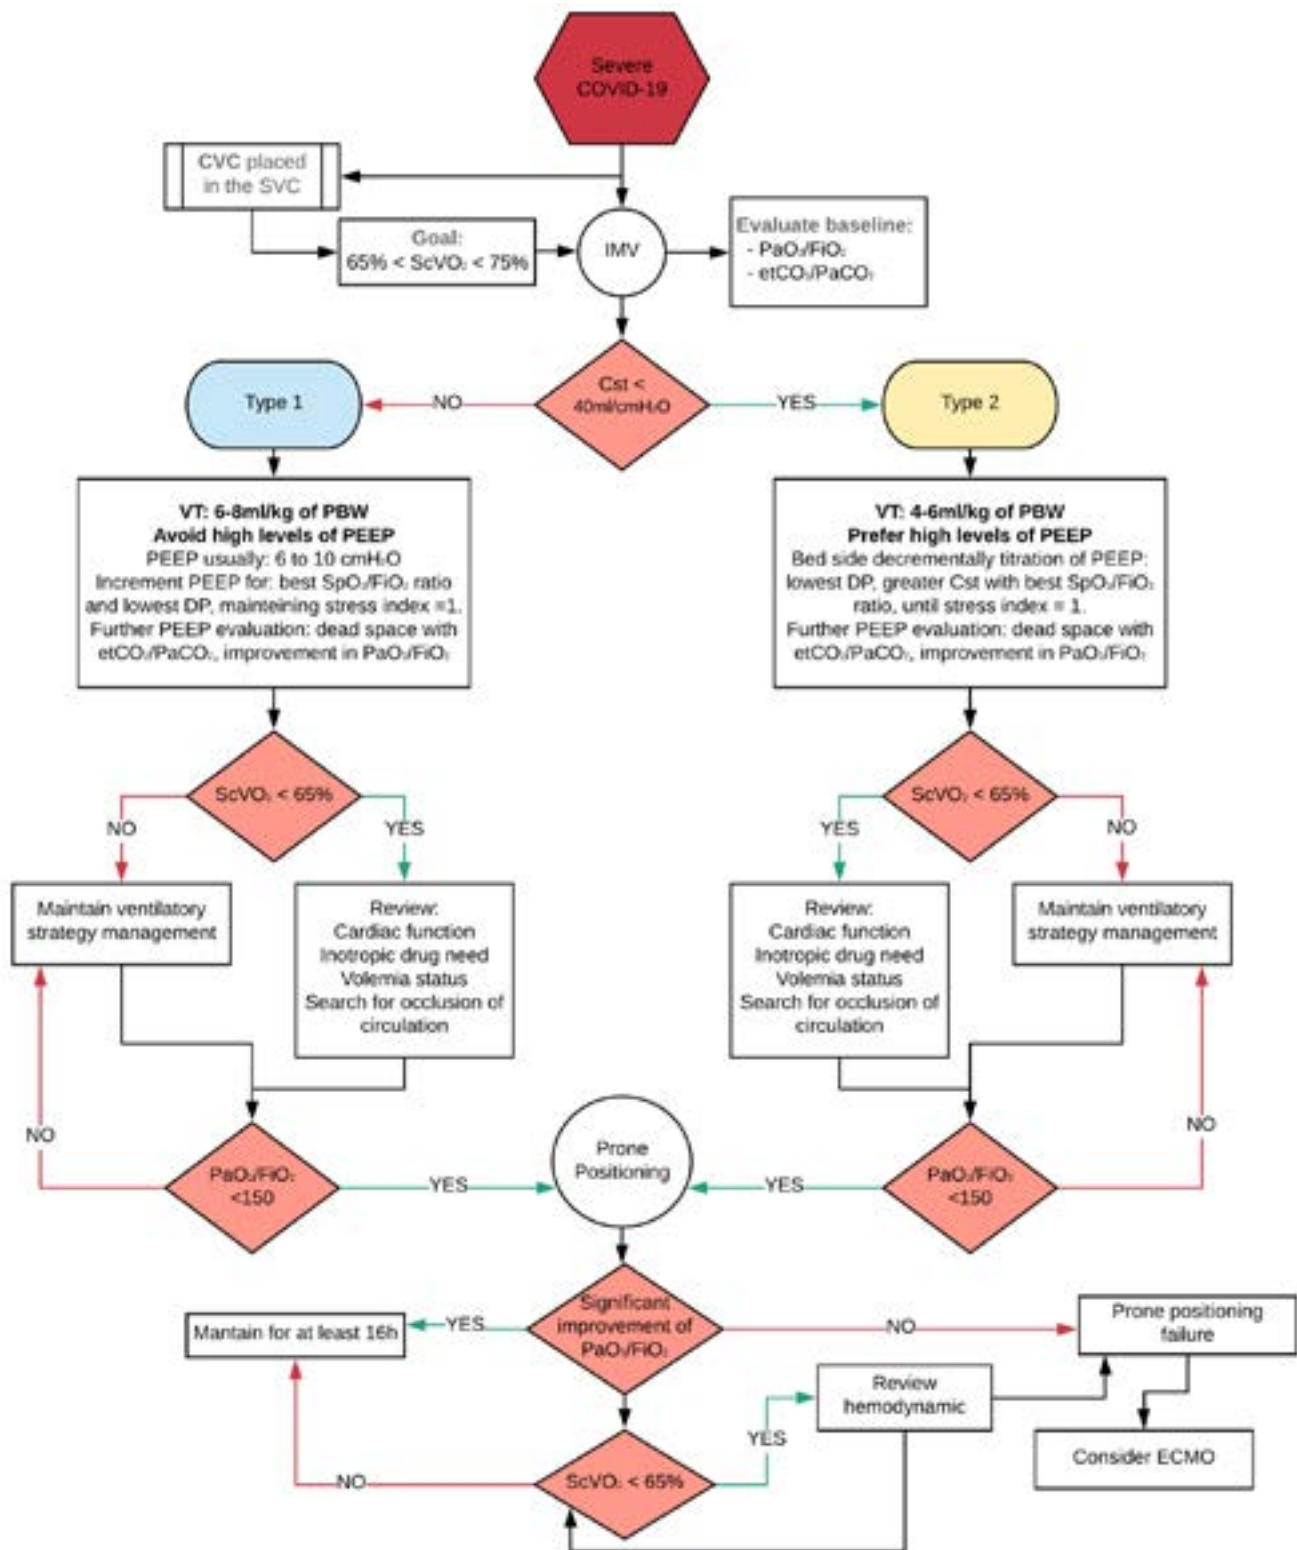 Severe
COVID-19
CVC placed
in the SVC
Goal:
65% < ScVO₂ < 75%
IMV
Evaluate baseline:
- PaO₂/FiO₂
- etCO₂/PaCO₂
Cst <
40ml/cmH₂O
NO
YES
Type 1
Type 2
VT: 6-8ml/kg of PBW
Avoid high levels of PEEP
PEEP usually: 6 to 10 cmH₂O
Increment PEEP for: best SpO₂/FiO₂ ratio
and lowest DP, mainteining stress index =1.
Further PEEP evaluation: dead space with
etCO₂/PaCO₂, improvement in PaO₂/FiO₂
VT: 4-6ml/kg of PBW
Prefer high levels of PEEP
Bed side decrementally titration of PEEP:
lowest DP, greater Cst with best SpO₂/FiO₂
ratio, until stress index = 1.
Further PEEP evaluation: dead space with
etCO₂/PaCO₂, improvement in PaO₂/FiO₂
ScVO₂ < 65%
NO
YES
Maintain ventilatory
strategy management
Review:
Cardiac function
Inotropic drug need
Volemia status
Search for occlusion of
circulation
ScVO₂ < 65%
YES
NO
Review:
Cardiac function
Inotropic drug need
Volemia status
Search for occlusion of
circulation
Maintain ventilatory
strategy management
NO
PaO₂/FiO₂
<150
YES
Prone
Positioning
YES
PaO₂/FiO₂
<150
NO
Significant
improvement of
PaO₂/FiO₂
YES
Mantain for at least 16h
NO
Prone positioning
failure
Review
hemodynamic
YES
Consider ECMO
ScVO₂ < 65%
NO